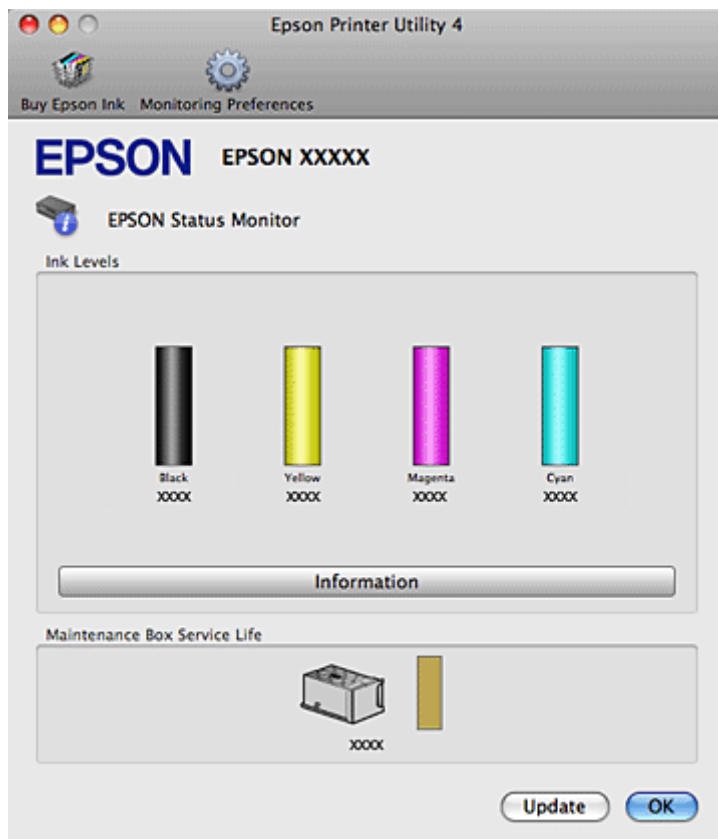 Epson Printer Utility 4
Buy Epson Ink Monitoring Preferences
EPSON EPSON XXXXX
EPSON Status Monitor
Ink Levels
Black Yellow Magenta Cyan
XXXX XXXX XXXX XXXX
Information
Maintenance Box Service Life
XXXX
Update OK